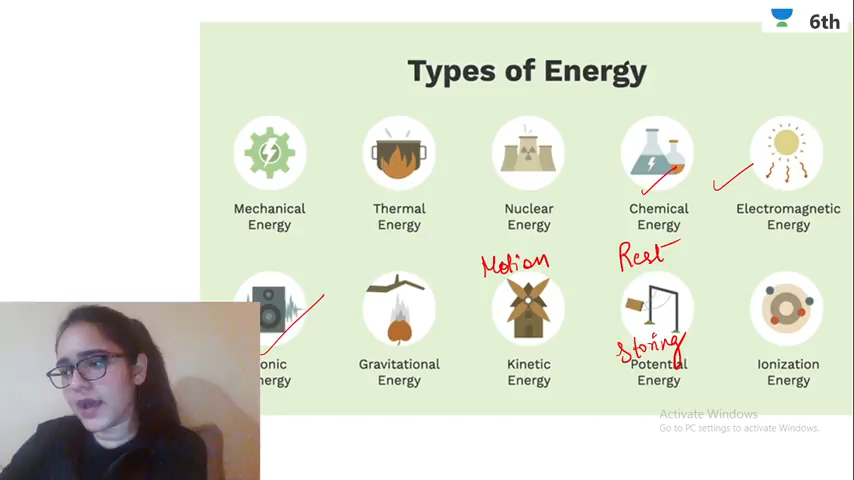 6th
Types of Energy
Mechanical
Energy
Thermal
Energy
Nuclear
Energy
Chemical
Energy
Electromagnetic
Energy
Motion
Rest
Storing
onic
nergy
Gravitational
Energy
Kinetic
Energy
Potential
Energy
Ionization
Energy
Activate Windows
Go to PC settings to activate Windows.